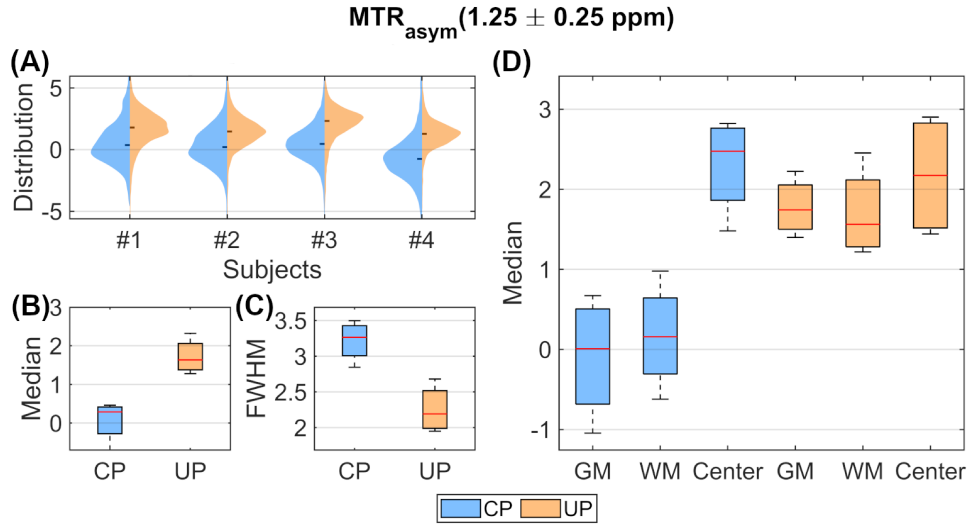 MTRasym(1.25 ± 0.25 ppm)
(A)
Distribution
5
0
-5
#1 #2 #3 #4
Subjects
(B)
Median
3
2
1
0
CP UP
(C)
FWHM
3.5
3
2.5
2
CP UP
(D)
Median
3
2
1
0
-1
GM WM Center GM WM Center
CP UP